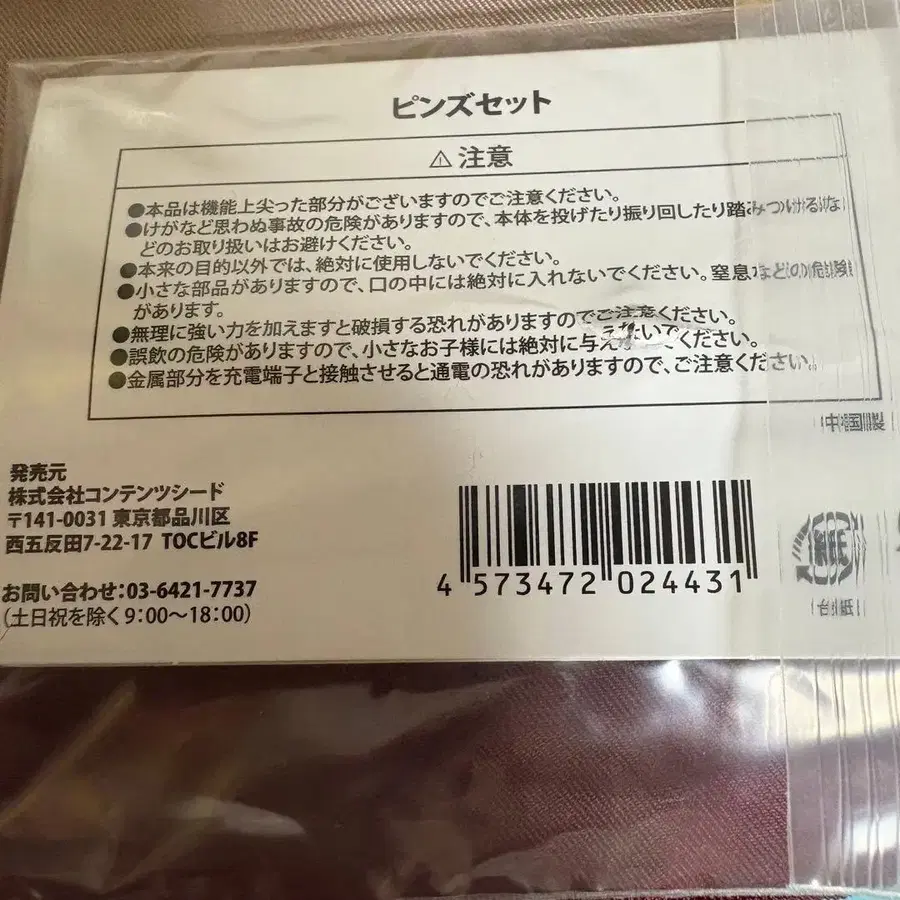 ピンズセット
⚠注意
●本品は機能上尖った部分がございますのでご注意ください。
●けがなど思わぬ事故の危険がありますので、本体を投げたり振り回したり踏みつけるな
どのお取り扱いはお避けください。
●本来の目的以外では、絶対に使用しないでください。
●小さな部品がありますので、口の中には絶対に入れないでください。窒息などの危険
があります。
●無理に強い力を加えますと破損する恐れがありますのでご注意ください。
●誤飲の危険がありますので、小さなお子様には絶対に与えないでください。
●金属部分を充電端子と接触させると通電の恐れがありますので、ご注意ください。
発売元
株式会社コンテンツシード
〒141-0031 東京都品川区
西五反田7-22-17 TOCビル8F
お問い合わせ：03-6421-7737
（土日祝を除く9：00～18：00）
4 573472 024431